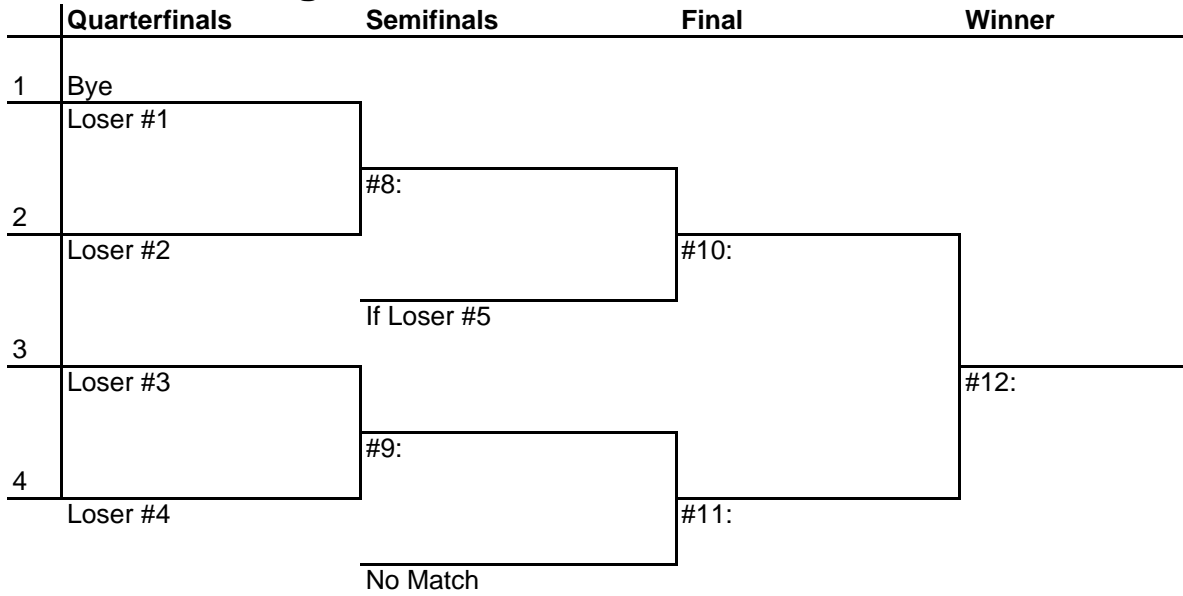 Quarterfinals Semifinals Final Winner
1 Bye
Loser #1
#8:
2
Loser #2 #10:
If Loser #5
3
Loser #3 #12:
#9:
4
Loser #4 #11:
No Match